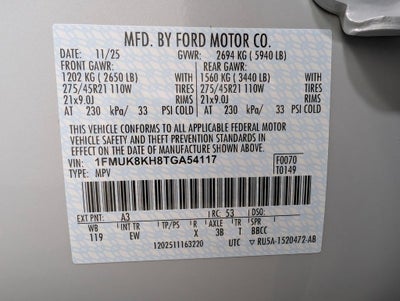 MFD. BY FORD MOTOR CO.
DATE: 11/25 GVWR: 2694 KG ( 5940 LB)
FRONT GAWR: REAR GAWR:
1202 KG ( 2650 LB) WITH 1560 KG ( 3440 LB) WITH
275/45R21 110W TIRES 275/45R21 110W TIRES
21x9.0J RIMS 21x9.0J RIMS
AT 230 kPa/ 33 PSI COLD AT 230 kPa/ 33 PSI COLD
THIS VEHICLE CONFORMS TO ALL APPLICABLE FEDERAL MOTOR
VEHICLE SAFETY AND THEFT PREVENTION STANDARDS IN
EFFECT ON THE DATE OF MANUFACTURE SHOWN ABOVE.
VIN: 1FMUK8KH8TGA54117 F0070
TYPE: MPV T0149
EXT PNT: A3 RC: 53 DSO:
WB INT TR TP/PS R AXLE TR SPR
119 EW X 3B T BBCC
1202511163220 UTC RU5A-1520472-AB